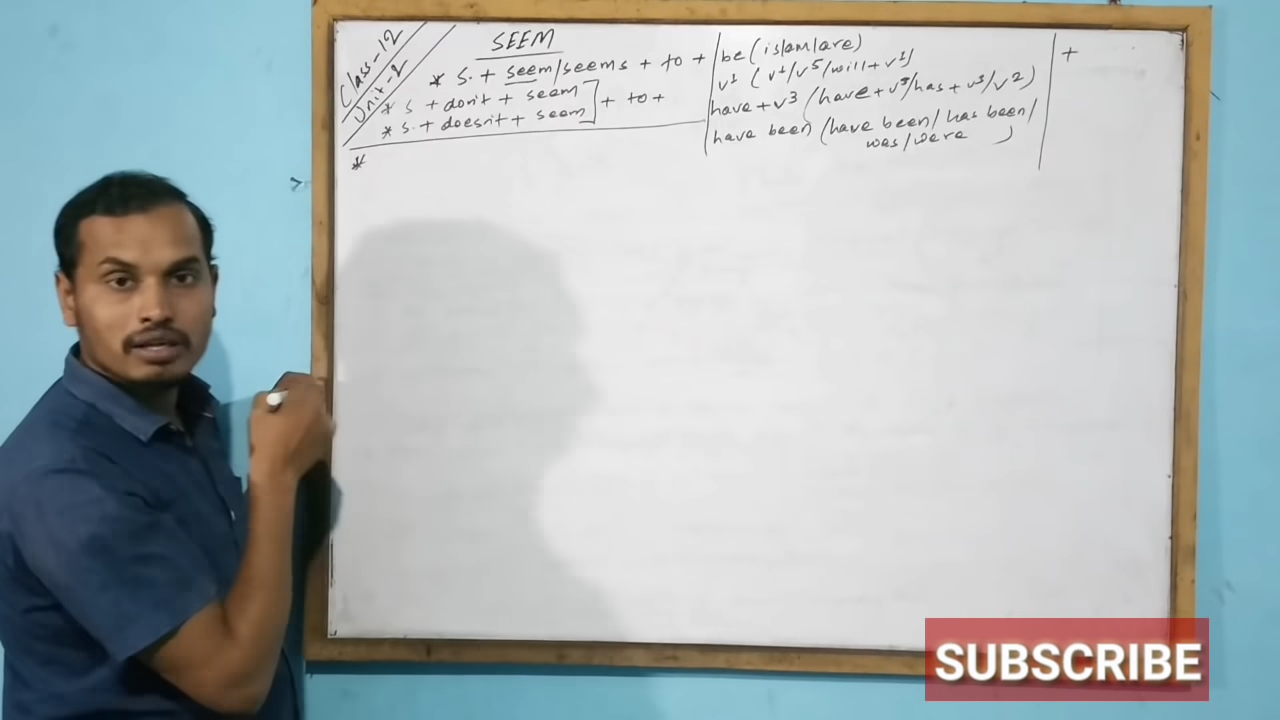 Class-12
Unit-2
SEEM
* S. + seem/seems + to +
* S + don't + seem
* S. + doesn't + seem
] + to +
be (is/am/are)
v¹ (v¹/v⁵/will + v¹)
have + v³ (have + v³/has + v³/v²)
have been (have been/has been/
was/were)
+
*
SUBSCRIBE